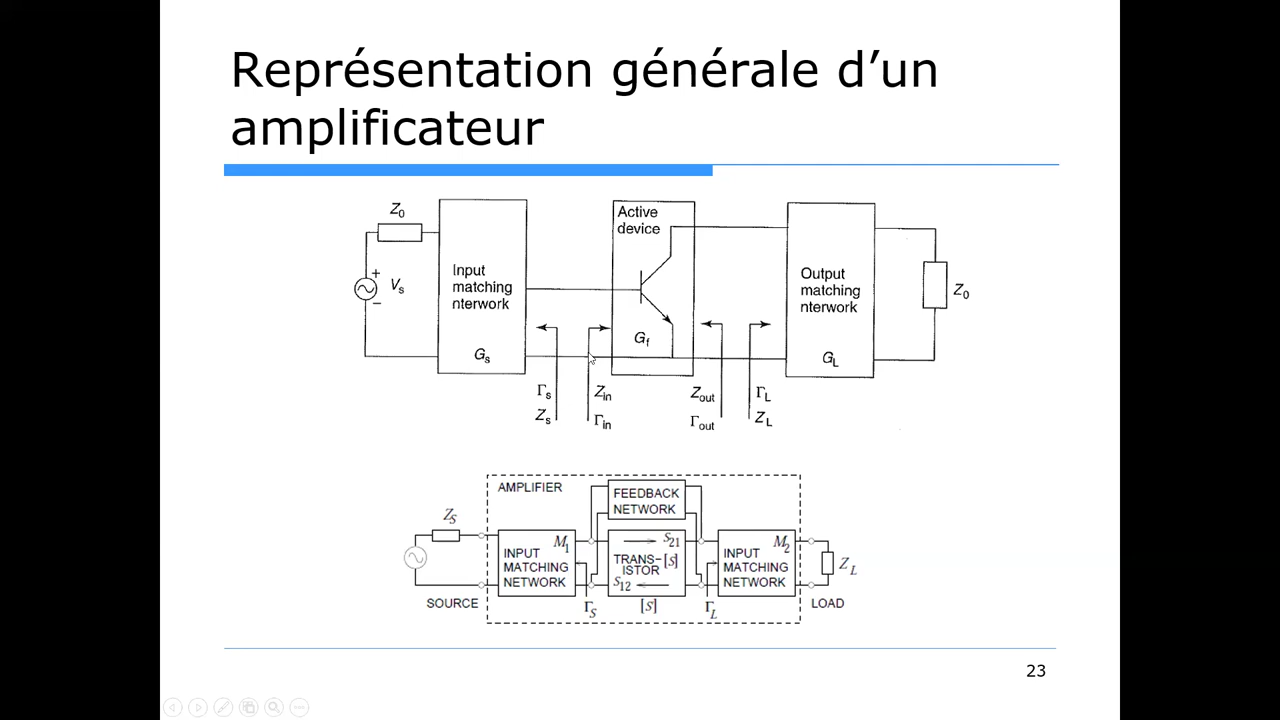 Représentation générale d’un
amplificateur
Z0
+
Vs
−
Input
matching
nterwork
Gs
Γs
Zs
Zin
Γin
Active
device
Gf
Zout
Γout
ΓL
ZL
Output
matching
nterwork
GL
Z0
AMPLIFIER
FEEDBACK
NETWORK
ZS
SOURCE
M1
INPUT
MATCHING
NETWORK
ΓS
S21
TRANS-
ISTOR
[S]
S12
[S]
ΓL
M2
INPUT
MATCHING
NETWORK
ZL
LOAD
23